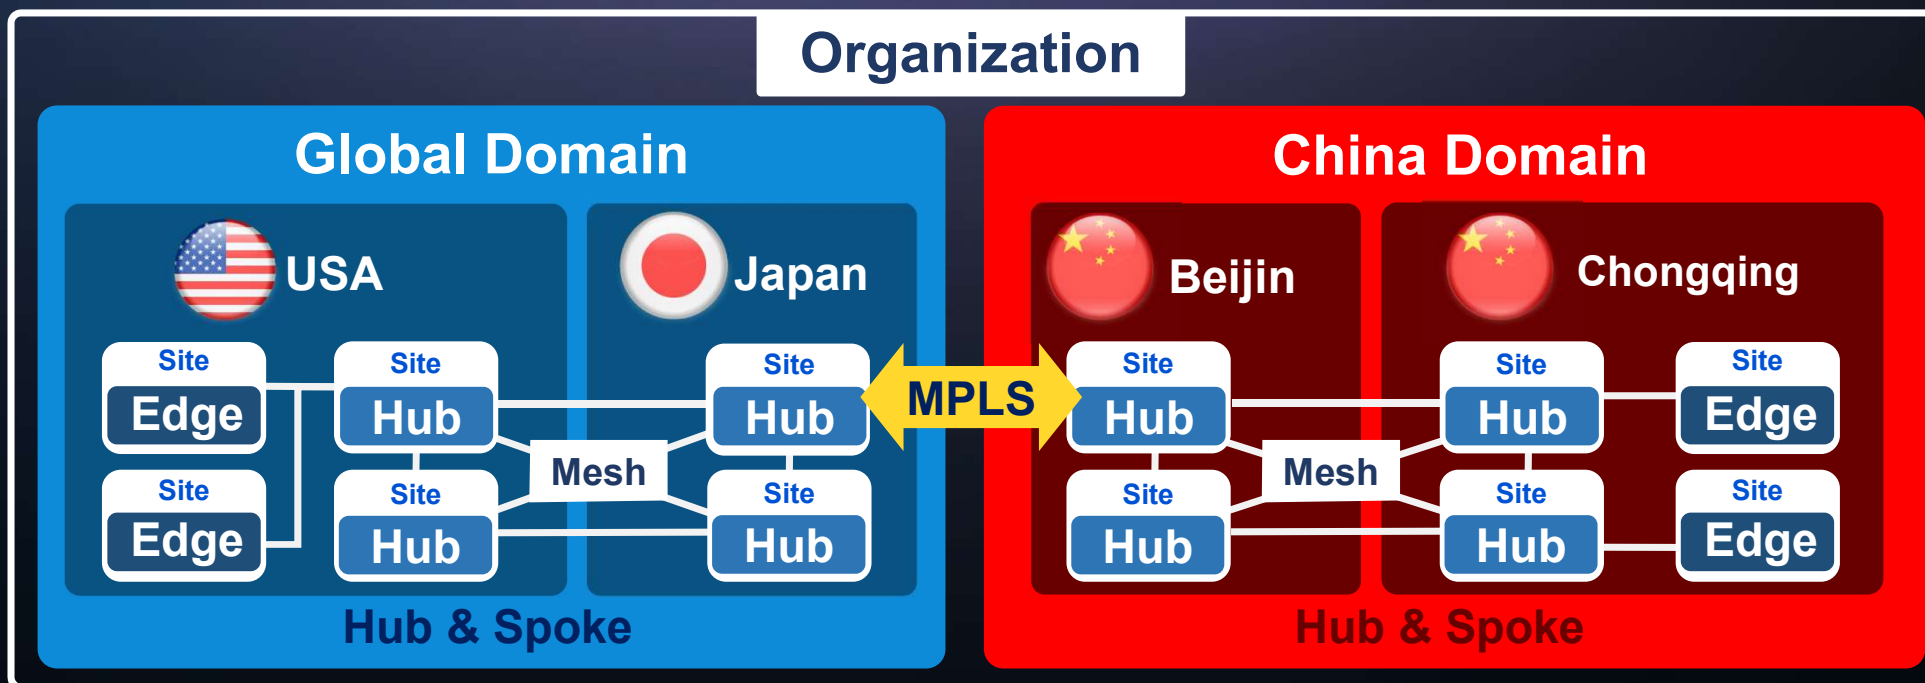 Organization
Global Domain
USA
Japan
Site
Edge
Site
Hub
Site
Hub
Mesh
Site
Edge
Site
Hub
Site
Hub
Hub & Spoke
MPLS
China Domain
Beijin
Chongqing
Site
Hub
Site
Hub
Site
Edge
Mesh
Site
Hub
Site
Hub
Site
Edge
Hub & Spoke